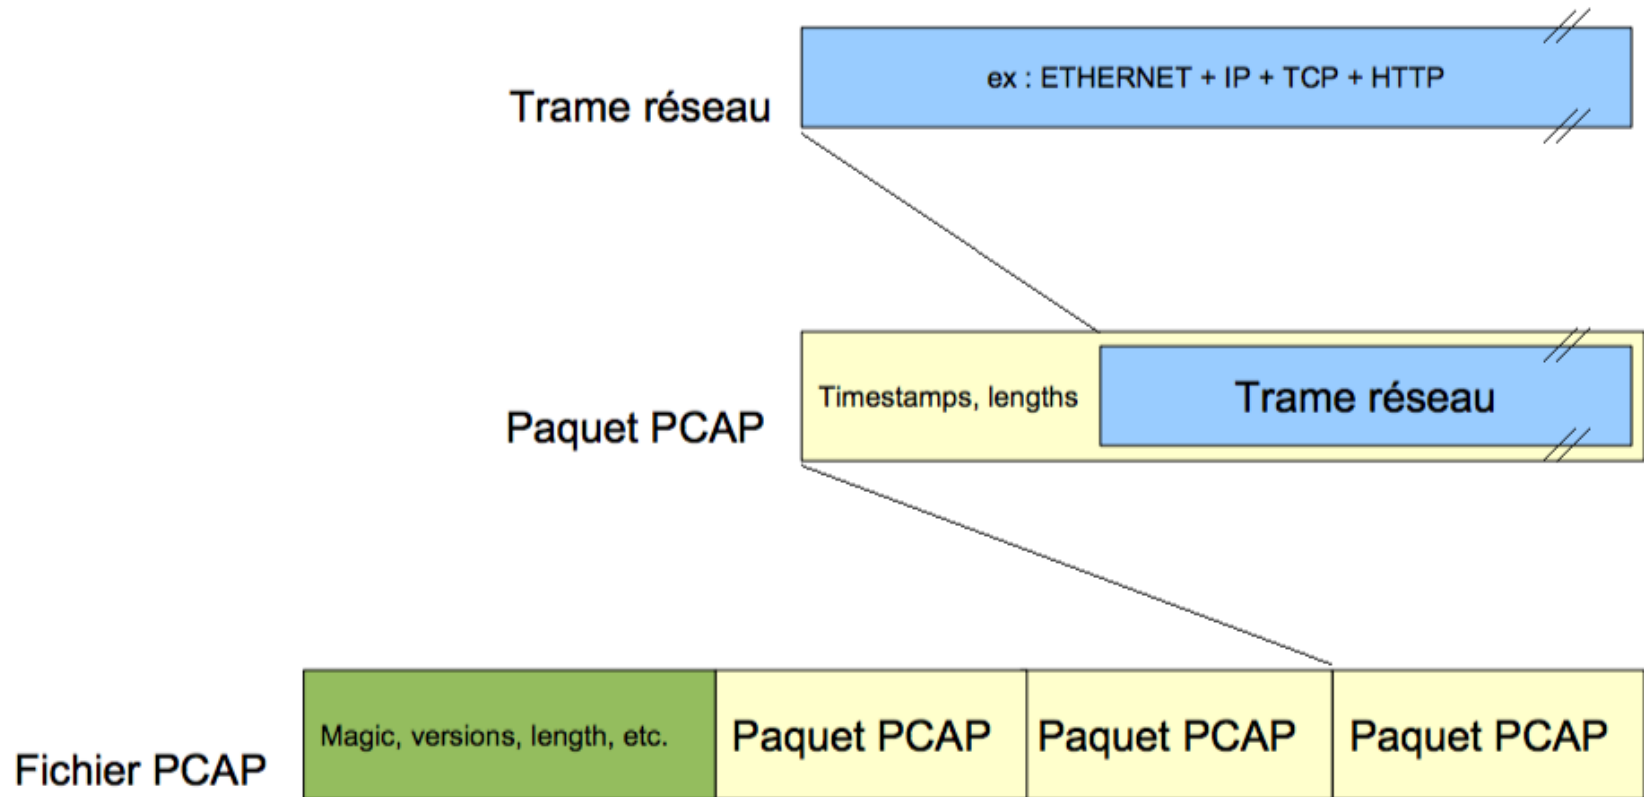 ex : ETHERNET + IP + TCP + HTTP
Trame réseau
Timestamps, lengths
Trame réseau
Paquet PCAP
Magic, versions, length, etc.
Paquet PCAP
Paquet PCAP
Paquet PCAP
Fichier PCAP